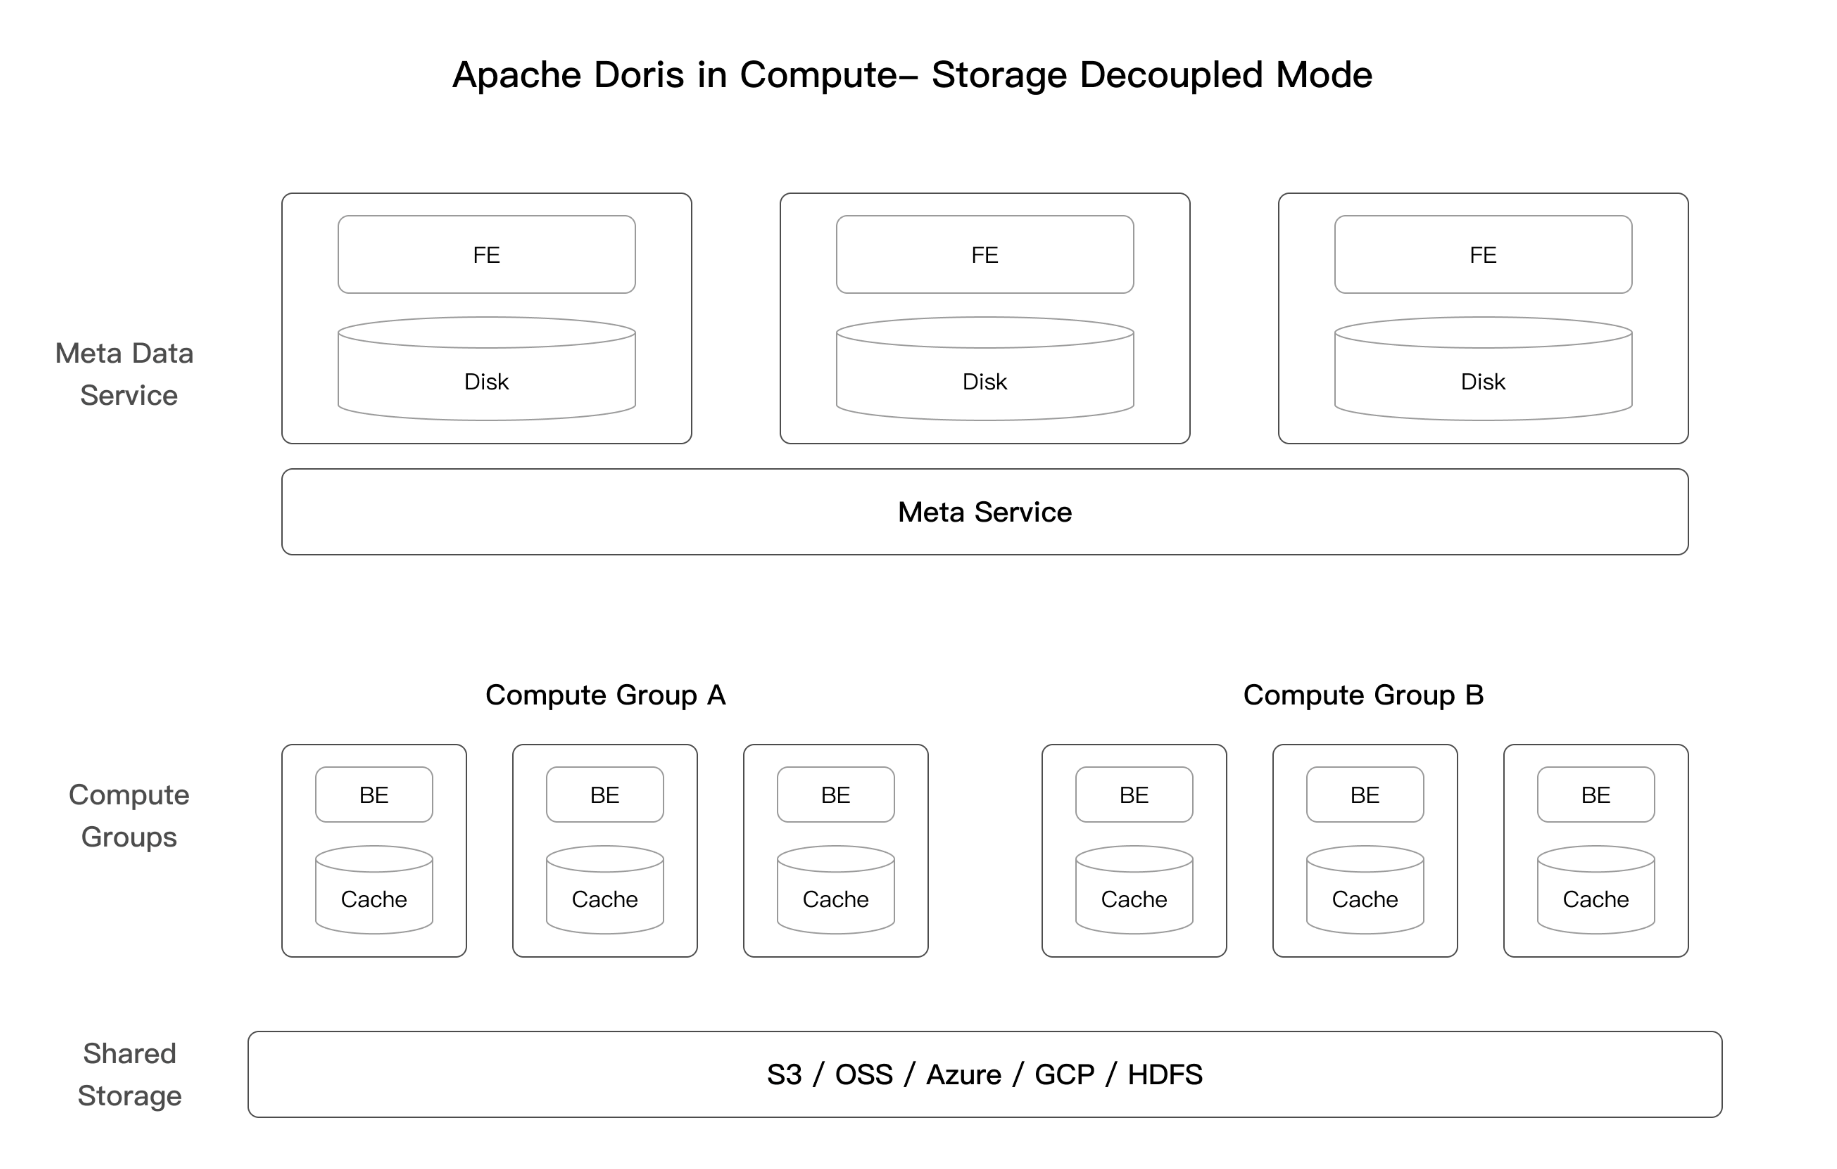 Apache Doris in Compute– Storage Decoupled Mode
Meta Data
Service
FE
Disk
FE
Disk
FE
Disk
Meta Service
Compute
Groups
Compute Group A
BE
Cache
BE
Cache
BE
Cache
Compute Group B
BE
Cache
BE
Cache
BE
Cache
Shared
Storage
S3 / OSS / Azure / GCP / HDFS